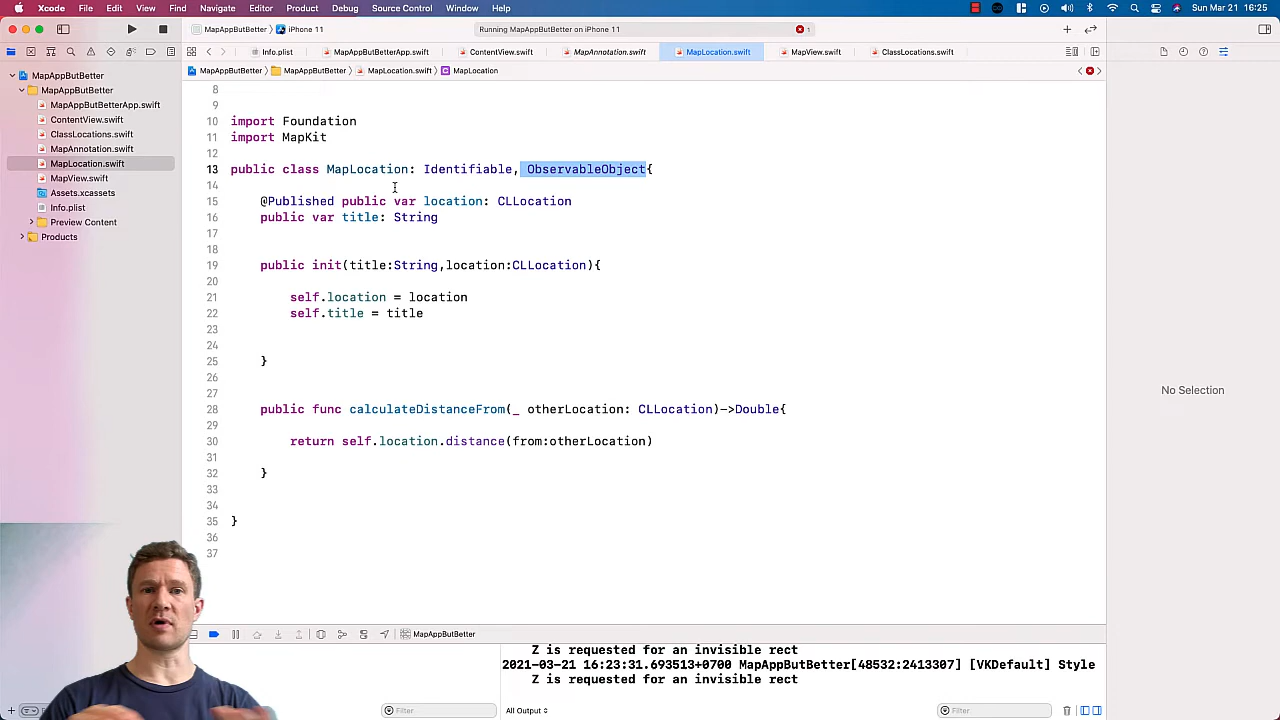 Xcode File Edit View Find Navigate Editor Product Debug Source Control Window Help Sun Mar 21 16:25
MapAppButBetter iPhone 11 Running MapAppButBetter on iPhone 11 1
Info.plist MapAppButBetterApp.swift ContentView.swift MapAnnotation.swift MapLocation.swift MapView.swift ClassLocations.swift
MapAppButBetter MapAppButBetter MapLocation.swift MapLocation
MapAppButBetter
MapAppButBetter
MapAppButBetterApp.swift
ContentView.swift
ClassLocations.swift
MapAnnotation.swift
MapLocation.swift
MapView.swift
Assets.xcassets
Info.plist
Preview Content
Products
8
9
10 import Foundation
11 import MapKit
12
13 public class MapLocation: Identifiable, ObservableObject{
14
15 @Published public var location: CLLocation
16 public var title: String
17
18
19 public init(title:String,location:CLLocation){
20
21 self.location = location
22 self.title = title
23
24
25 }
26
27
28 public func calculateDistanceFrom(_ otherLocation: CLLocation)->Double{
29
30 return self.location.distance(from:otherLocation)
31
32 }
33
34
35 }
36
37
No Selection
MapAppButBetter
Z is requested for an invisible rect
2021-03-21 16:23:31.693513+0700 MapAppButBetter[48532:2413307] [VKDefault] Style
Z is requested for an invisible rect
Filter All Output Filter